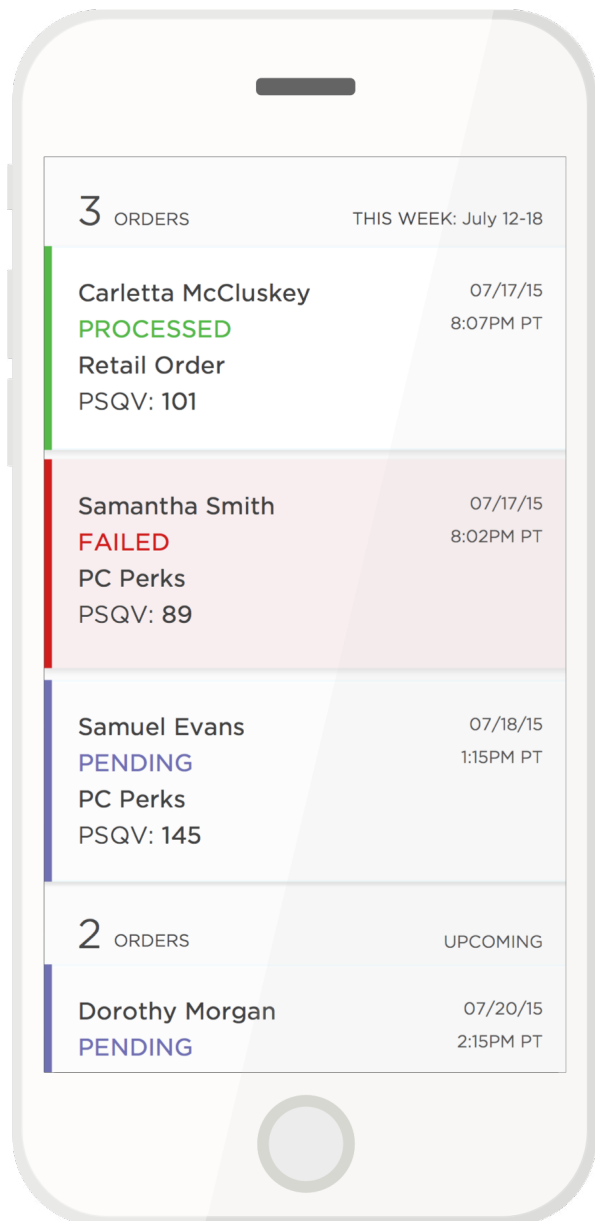 3 ORDERS THIS WEEK: July 12-18
Carletta McCluskey 07/17/15
PROCESSED 8:07PM PT
Retail Order
PSQV: 101
Samantha Smith 07/17/15
FAILED 8:02PM PT
PC Perks
PSQV: 89
Samuel Evans 07/18/15
PENDING 1:15PM PT
PC Perks
PSQV: 145
2 ORDERS UPCOMING
Dorothy Morgan 07/20/15
PENDING 2:15PM PT